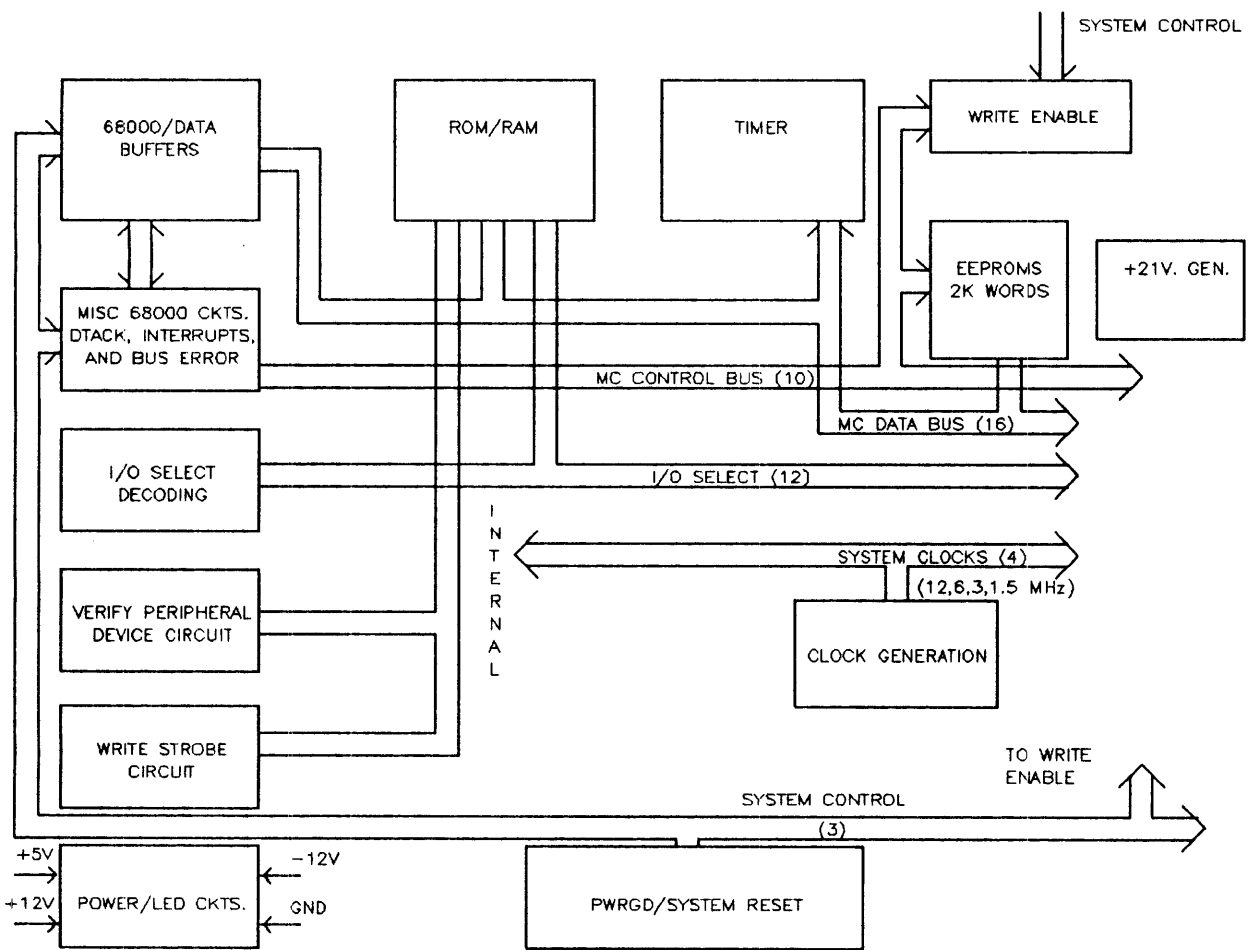 SYSTEM CONTROL
68000/DATA
BUFFERS
ROM/RAM
TIMER
WRITE ENABLE
EEPROMS
2K WORDS
+21V. GEN.
MISC 68000 CKTS.
DTACK, INTERRUPTS,
AND BUS ERROR
MC CONTROL BUS (10)
MC DATA BUS (16)
I/O SELECT
DECODING
I/O SELECT (12)
INTERNAL
SYSTEM CLOCKS (4)
(12,6,3,1.5 MHz)
VERIFY PERIPHERAL
DEVICE CIRCUIT
CLOCK GENERATION
WRITE STROBE
CIRCUIT
TO WRITE
ENABLE
SYSTEM CONTROL
(3)
+5V
-12V
+12V
POWER/LED CKTS.
GND
PWRGD/SYSTEM RESET